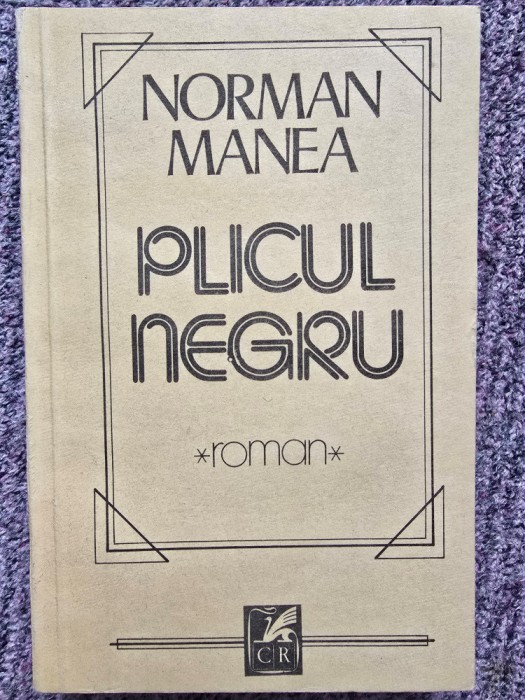 NORMAN
MANEA
PLICUL
NEGRU
*roman*
CR